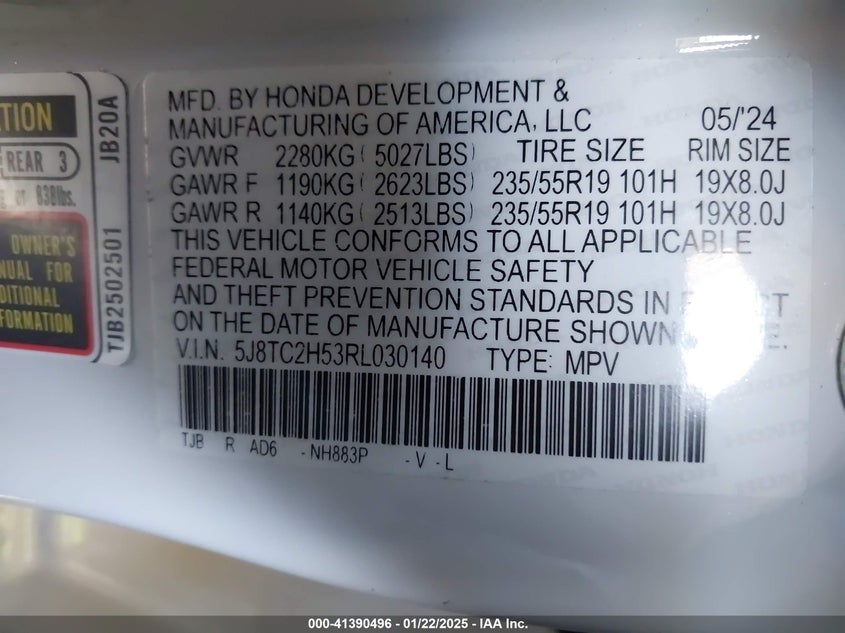 TION
REAR 3
or 838lbs.
OWNER'S
NUAL FOR
DITIONAL
FORMATION
TJB2502501 JB20A
MFD. BY HONDA DEVELOPMENT &
MANUFACTURING OF AMERICA, LLC 05/'24
GVWR 2280KG ( 5027LBS) TIRE SIZE RIM SIZE
GAWR F 1190KG ( 2623LBS) 235/55R19 101H 19X8.0J
GAWR R 1140KG ( 2513LBS) 235/55R19 101H 19X8.0J
THIS VEHICLE CONFORMS TO ALL APPLICABLE
FEDERAL MOTOR VEHICLE SAFETY
AND THEFT PREVENTION STANDARDS IN
ON THE DATE OF MANUFACTURE SHOWN
V.I.N. 5J8TC2H53RL030140 TYPE: MPV
TJB R AD6 -NH883P -V -L
000-41390496 - 01/22/2025 - IAA Inc.